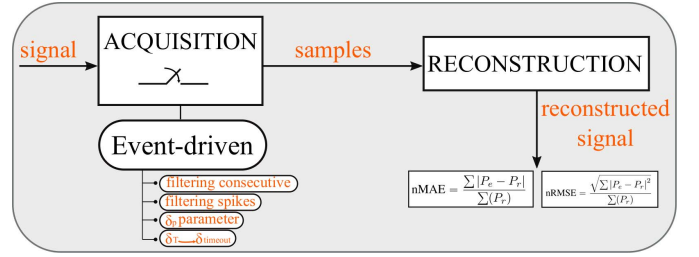 signal
ACQUISITION
samples
RECONSTRUCTION
reconstructed
signal
Event-driven
filtering consecutive
filtering spikes
δp parameter
δT δtimeout
nMAE = ∑|Pe − Pr| / ∑(Pr)
nRMSE = √∑|Pe − Pr|² / ∑(Pr)